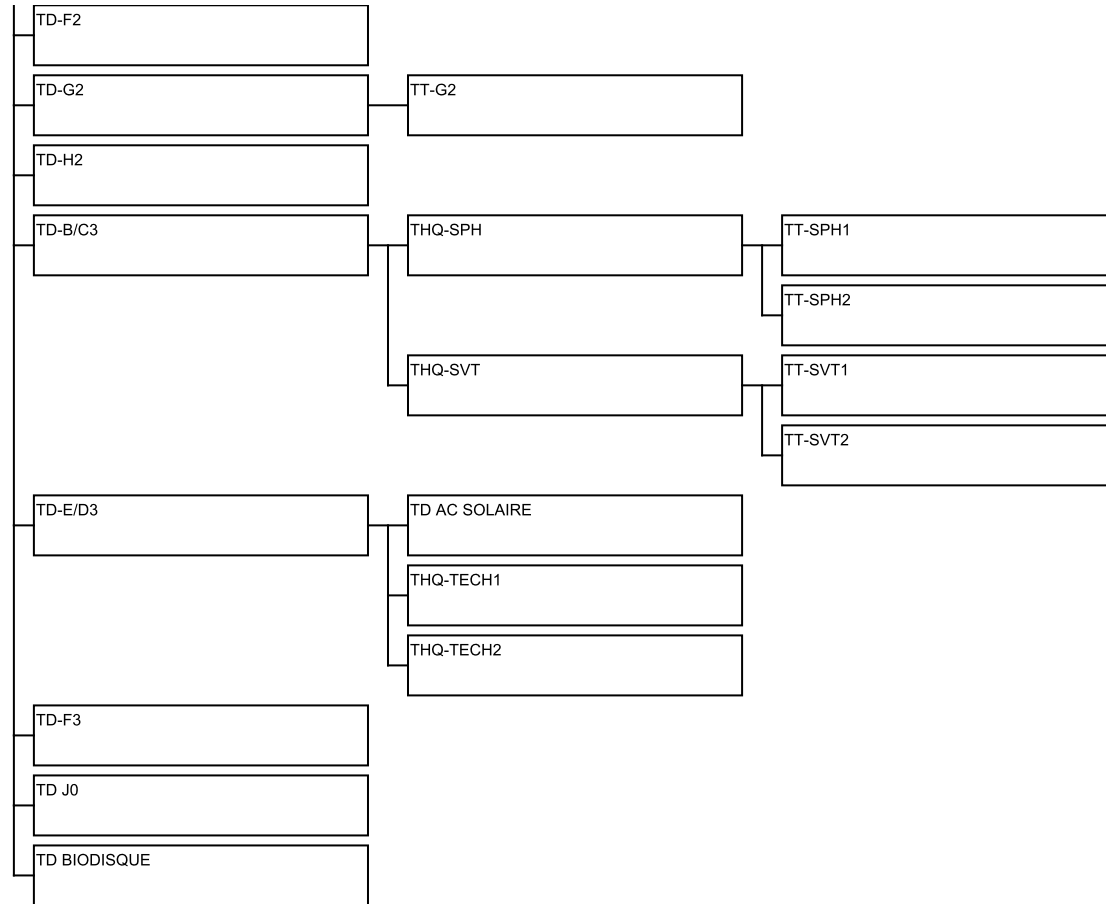 TD-F2
TD-G2
TT-G2
TD-H2
TD-B/C3
THQ-SPH
TT-SPH1
TT-SPH2
THQ-SVT
TT-SVT1
TT-SVT2
TD-E/D3
TD AC SOLAIRE
THQ-TECH1
THQ-TECH2
TD-F3
TD J0
TD BIODISQUE